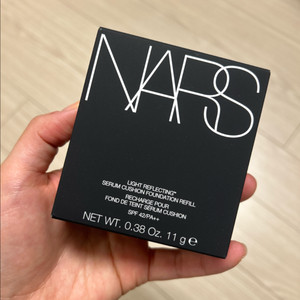 NARS
LIGHT REFLECTING™
SERUM CUSHION FOUNDATION REFILL
RECHARGE POUR
FOND DE TEINT SÉRUM CUSHION
SPF 42/PA++
NET WT. 0.38 Oz. 11 g ℮